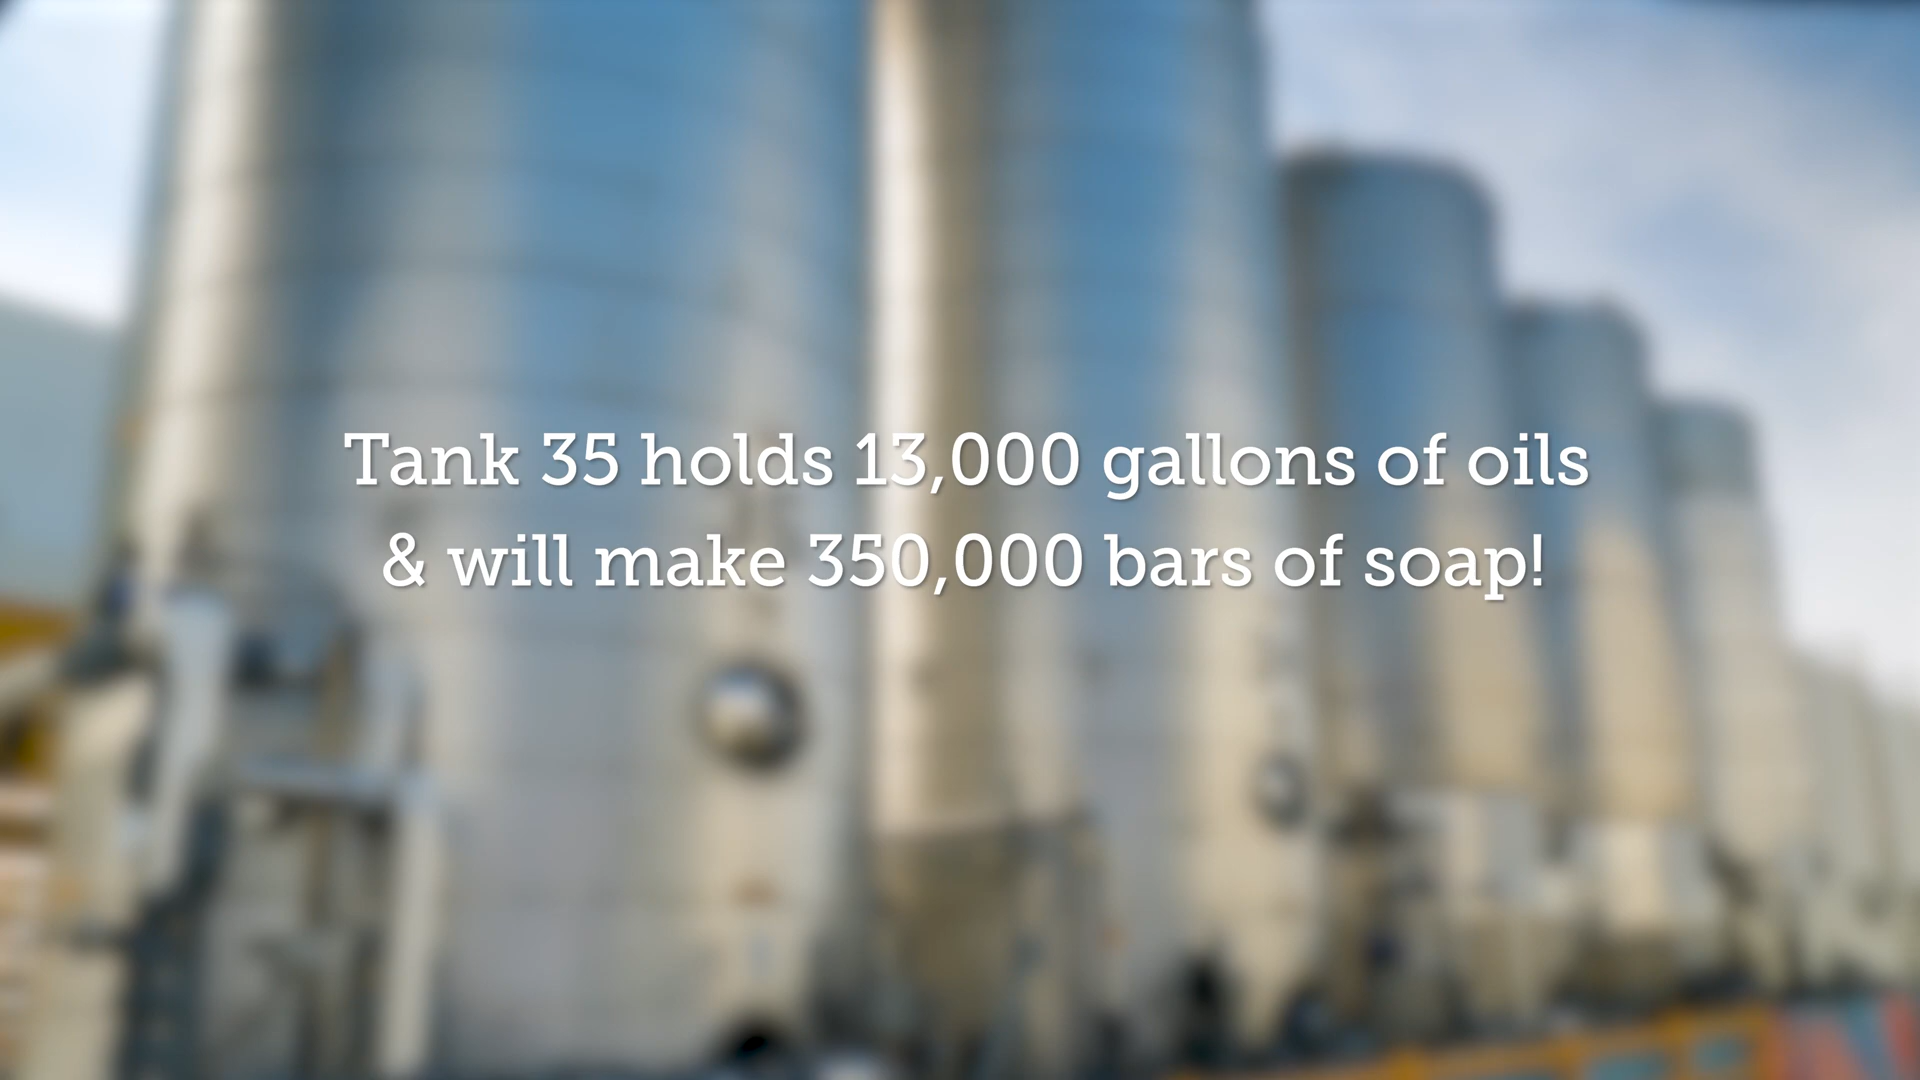 Tank 35 holds 13,000 gallons of oils
& will make 350,000 bars of soap!